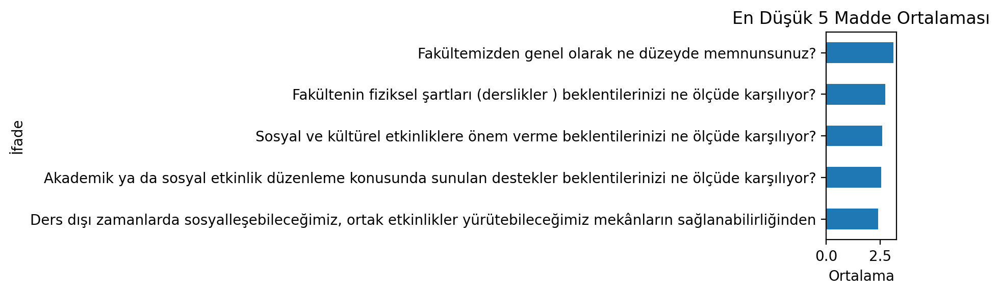 En Düşük 5 Madde Ortalaması
Fakültemizden genel olarak ne düzeyde memnunsunuz?
Fakültenin fiziksel şartları (derslikler ) beklentilerinizi ne ölçüde karşılıyor?
Sosyal ve kültürel etkinliklere önem verme beklentilerinizi ne ölçüde karşılıyor?
Akademik ya da sosyal etkinlik düzenleme konusunda sunulan destekler beklentilerinizi ne ölçüde karşılıyor?
Ders dışı zamanlarda sosyalleşebileceğimiz, ortak etkinlikler yürütebileceğimiz mekânların sağlanabilirliğinden
İfade
0.0 2.5
Ortalama